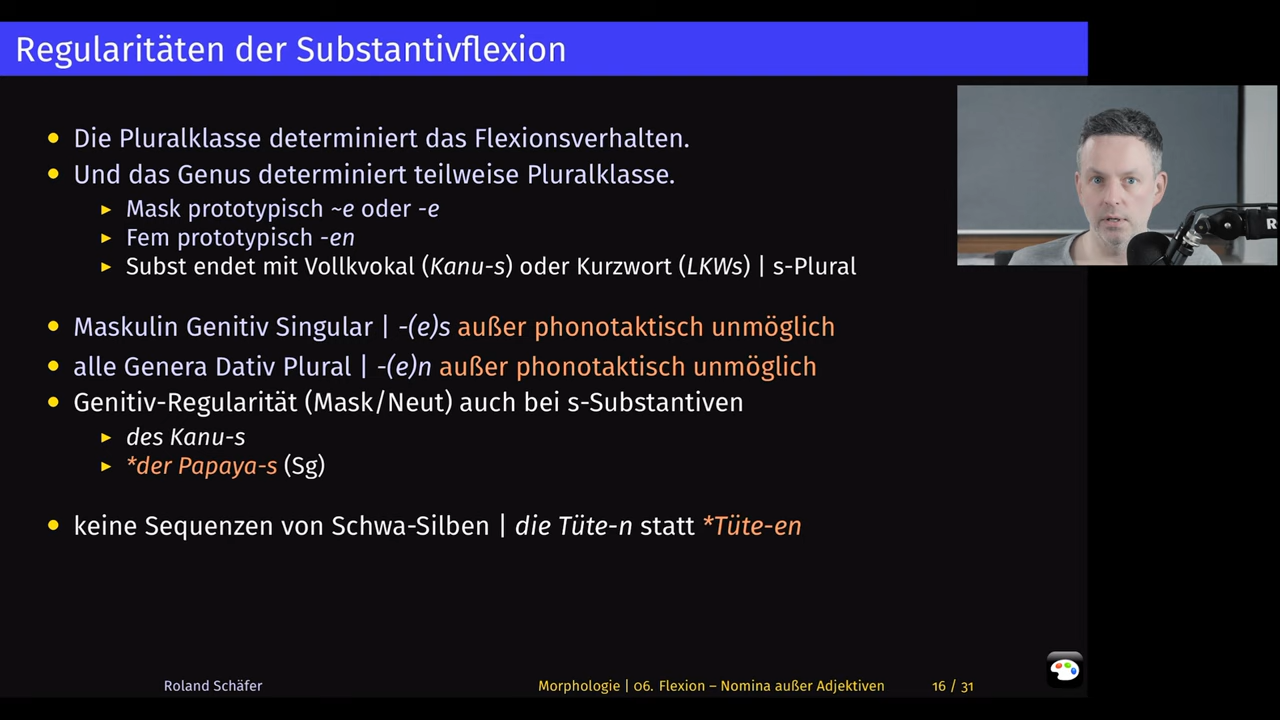 Regularitäten der Substantivflexion
• Die Pluralklasse determiniert das Flexionsverhalten.
• Und das Genus determiniert teilweise Pluralklasse.
▸ Mask prototypisch ~e oder -e
▸ Fem prototypisch -en
▸ Subst endet mit Vollkvokal (Kanu-s) oder Kurzwort (LKWs) | s-Plural
• Maskulin Genitiv Singular | -(e)s außer phonotaktisch unmöglich
• alle Genera Dativ Plural | -(e)n außer phonotaktisch unmöglich
• Genitiv-Regularität (Mask/Neut) auch bei s-Substantiven
▸ des Kanu-s
▸ *der Papaya-s (Sg)
• keine Sequenzen von Schwa-Silben | die Tüte-n statt *Tüte-en
Roland Schäfer
Morphologie | 06. Flexion – Nomina außer Adjektiven
16 / 31
R